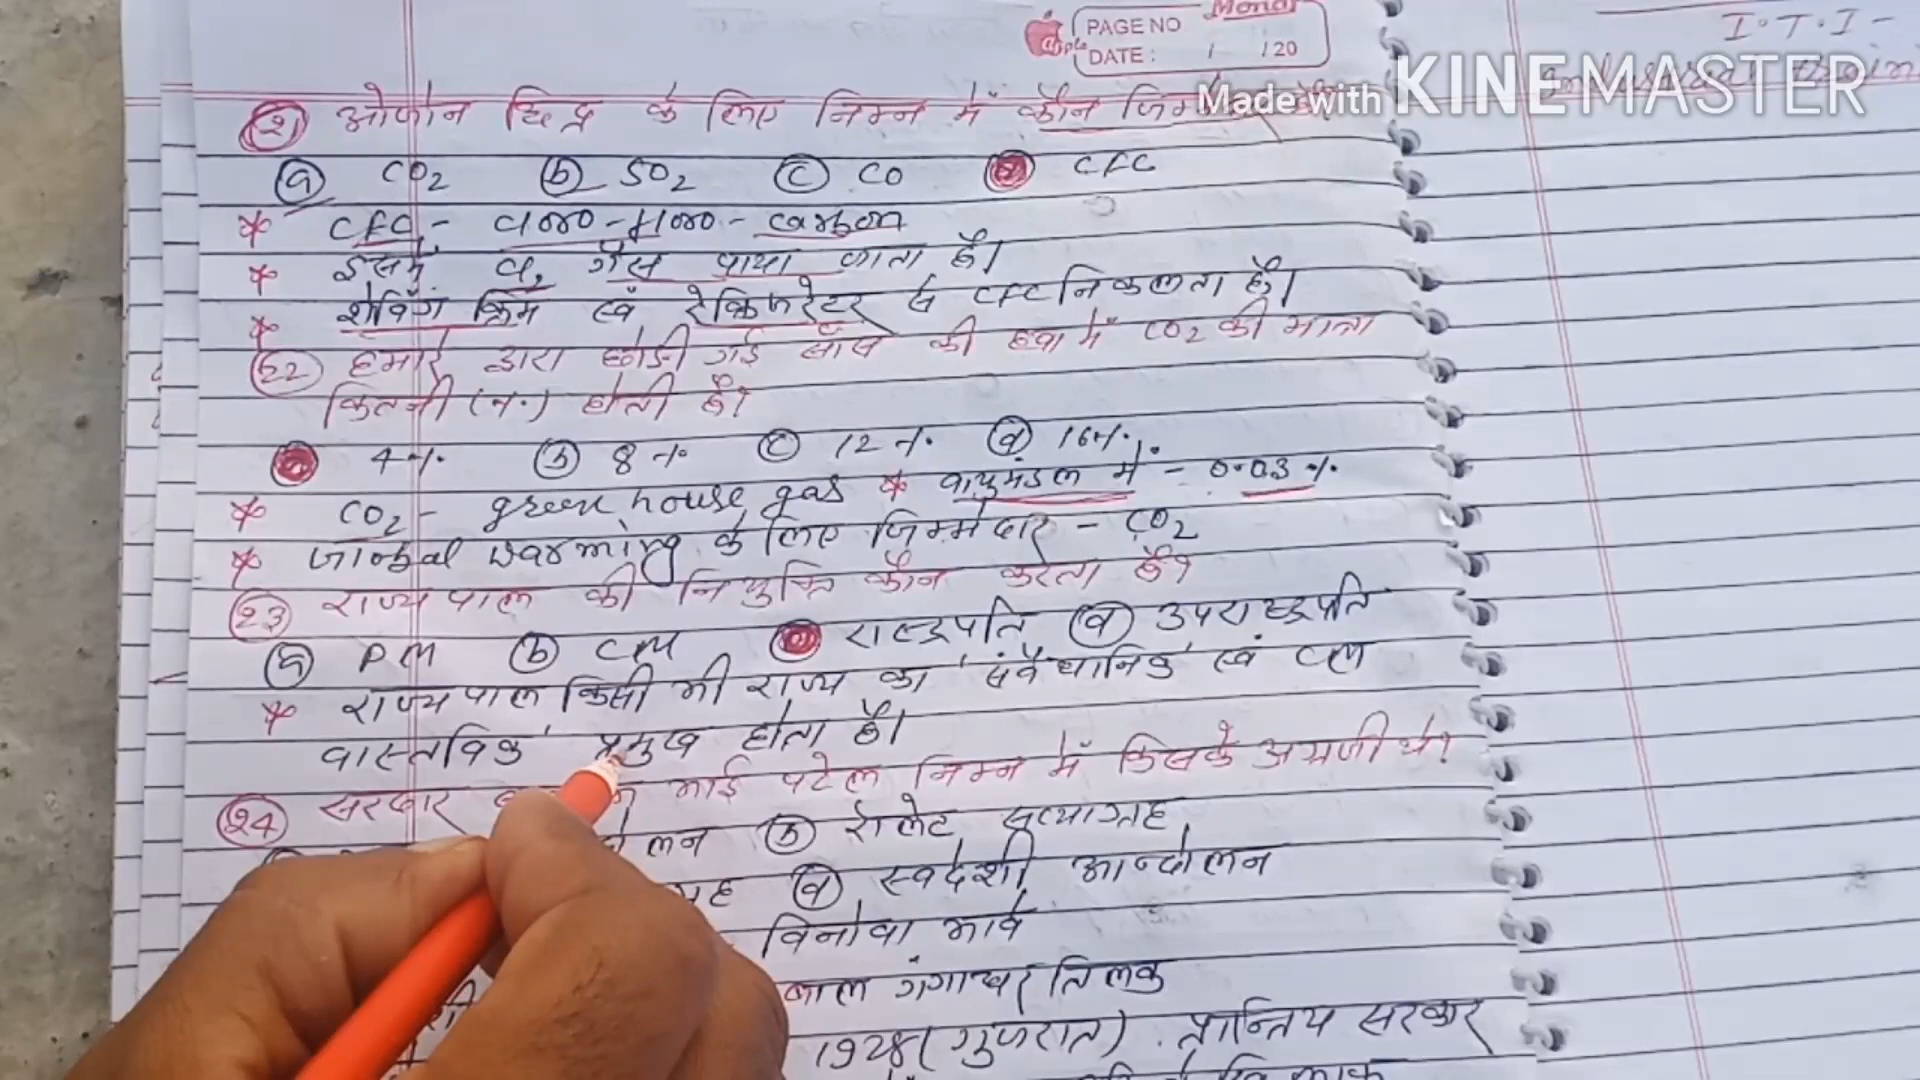 Monday
PAGE NO
DATE: / /20
I.T.I -
Made with KINEMASTER
21 ओजोन छिद्र के लिए निम्न में कौन
a CO2 b SO2 c CO CFC
* CFC - carbon
* इसमें Cl2 गैस पाया जाता है।
* शेविंग क्रिम एवं रेफ्रिजरेटर से CFC निकलता है।
22 हमारे द्वारा छोड़ी गई सांस की हवा में CO2 की मात्रा
कितनी (%) होती है?
4% b 8% c 12% d 16%
* CO2 - green house gas * वायुमंडल में - 0.03%
* warming के लिए जिम्मेदार - CO2
23 राज्यपाल की नियुक्ति कौन करता है?
a PM b CM राष्ट्रपति d उपराष्ट्रपति
* राज्यपाल किसी भी राज्य का 'संवैधानिक' एवं CM
वास्तविक' प्रमुख होता है।
24 सरदार भाई पटेल निम्न में किसके अग्रणी थे?
b रॉलेट सत्याग्रह
d स्वदेशी आन्दोलन
विनोवा भावे
बाल गंगाधर तिलक
1928 (गुजरात). प्रान्तिय सरकार